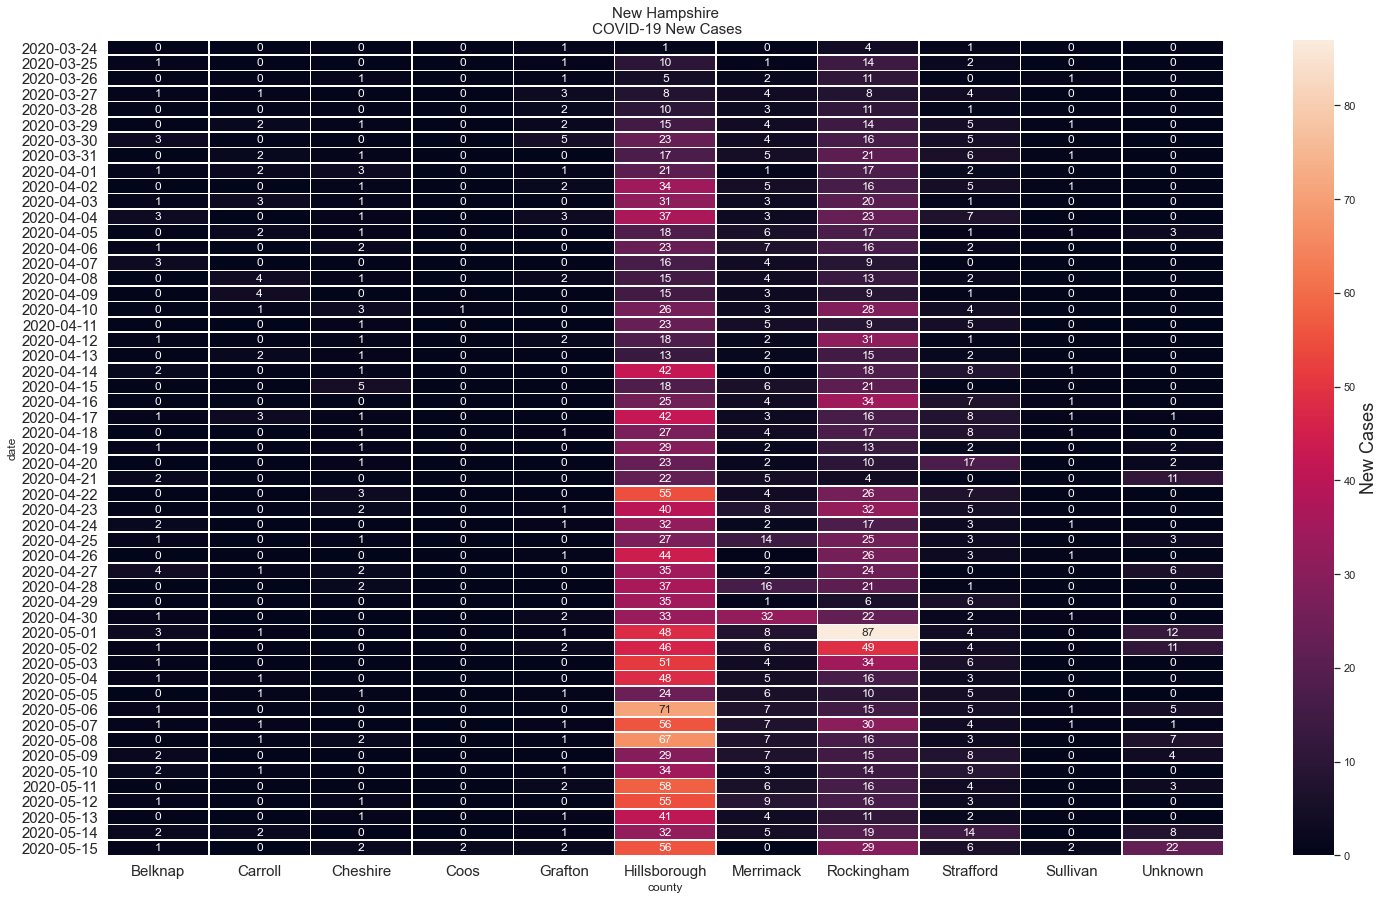 New Hampshire
COVID-19 New Cases
2020-03-24 0 0 0 0 1 1 0 4 1 0 0
2020-03-25 1 0 0 0 1 10 1 14 2 0 0
2020-03-26 0 0 1 0 1 5 2 11 0 1 0
2020-03-27 1 1 0 0 3 8 4 8 4 0 0
2020-03-28 0 0 0 0 2 10 3 11 1 0 0
2020-03-29 0 2 1 0 2 15 4 14 5 1 0
2020-03-30 3 0 0 0 5 23 4 16 5 0 0
2020-03-31 0 2 1 0 0 17 5 21 6 1 0
2020-04-01 1 2 3 0 1 21 1 17 2 0 0
2020-04-02 0 0 1 0 2 34 5 16 5 1 0
2020-04-03 1 3 1 0 0 31 3 20 1 0 0
2020-04-04 3 0 1 0 3 37 3 23 7 0 0
2020-04-05 0 2 1 0 0 18 6 17 1 1 3
2020-04-06 1 0 2 0 0 23 7 16 2 0 0
2020-04-07 3 0 0 0 0 16 4 9 0 0 0
2020-04-08 0 4 1 0 2 15 4 13 2 0 0
2020-04-09 0 4 0 0 0 15 3 9 1 0 0
2020-04-10 0 1 3 1 0 26 3 28 4 0 0
2020-04-11 0 0 1 0 0 23 5 9 5 0 0
2020-04-12 1 0 1 0 2 18 2 31 1 0 0
2020-04-13 0 2 1 0 0 13 2 15 2 0 0
2020-04-14 2 0 1 0 0 42 0 18 8 1 0
2020-04-15 0 0 5 0 0 18 6 21 0 0 0
2020-04-16 0 0 0 0 0 25 4 34 7 1 0
2020-04-17 1 3 1 0 0 42 3 16 8 1 1
2020-04-18 0 0 1 0 1 27 4 17 8 1 0
2020-04-19 1 0 1 0 0 29 2 13 2 0 2
2020-04-20 0 0 1 0 0 23 2 10 17 0 2
2020-04-21 2 0 0 0 0 22 5 4 0 0 11
2020-04-22 0 0 3 0 0 55 4 26 7 0 0
2020-04-23 0 0 2 0 1 40 8 32 5 0 0
2020-04-24 2 0 0 0 1 32 2 17 3 1 0
2020-04-25 1 0 1 0 0 27 14 25 3 0 3
2020-04-26 0 0 0 0 1 44 0 26 3 1 0
2020-04-27 4 1 2 0 0 35 2 24 0 0 6
2020-04-28 0 0 2 0 0 37 16 21 1 0 0
2020-04-29 0 0 0 0 0 35 1 6 6 0 0
2020-04-30 1 0 0 0 2 33 32 22 2 1 0
2020-05-01 3 1 0 0 1 48 8 87 4 0 12
2020-05-02 1 0 0 0 2 46 6 49 4 0 11
2020-05-03 1 0 0 0 0 51 4 34 6 0 0
2020-05-04 1 1 0 0 0 48 5 16 3 0 0
2020-05-05 0 1 1 0 1 24 6 10 5 0 0
2020-05-06 1 0 0 0 0 71 7 15 5 1 5
2020-05-07 1 1 0 0 1 56 7 30 4 1 1
2020-05-08 0 1 2 0 1 67 7 16 3 0 7
2020-05-09 2 0 0 0 0 29 7 15 8 0 4
2020-05-10 2 1 0 0 1 34 3 14 9 0 0
2020-05-11 0 0 0 0 2 58 6 16 4 0 3
2020-05-12 1 0 1 0 0 55 9 16 3 0 0
2020-05-13 0 0 1 0 1 41 4 11 2 0 0
2020-05-14 2 2 0 0 1 32 5 19 14 0 8
2020-05-15 1 0 2 2 2 56 0 29 6 2 22
Belknap Carroll Cheshire Coos Grafton Hillsborough Merrimack Rockingham Strafford Sullivan Unknown
county
date
80
70
60
50
40
30
20
10
0
New Cases